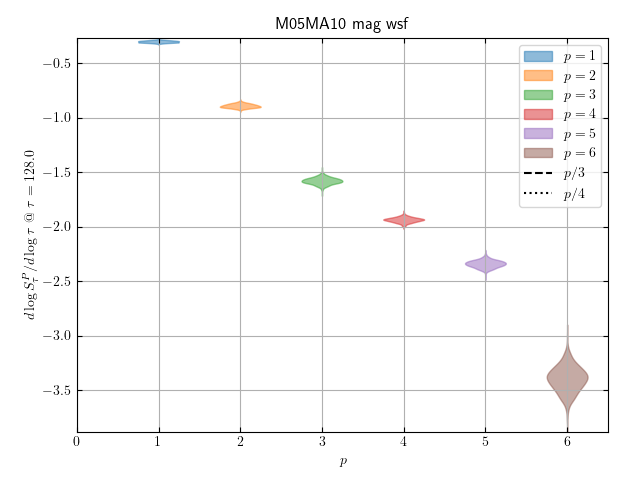 M05MA10 mag wsf
d log S_τ^P / d log τ @ τ = 128.0
−0.5
−1.0
−1.5
−2.0
−2.5
−3.0
−3.5
p = 1
p = 2
p = 3
p = 4
p = 5
p = 6
p/3
p/4
0 1 2 3 4 5 6
p